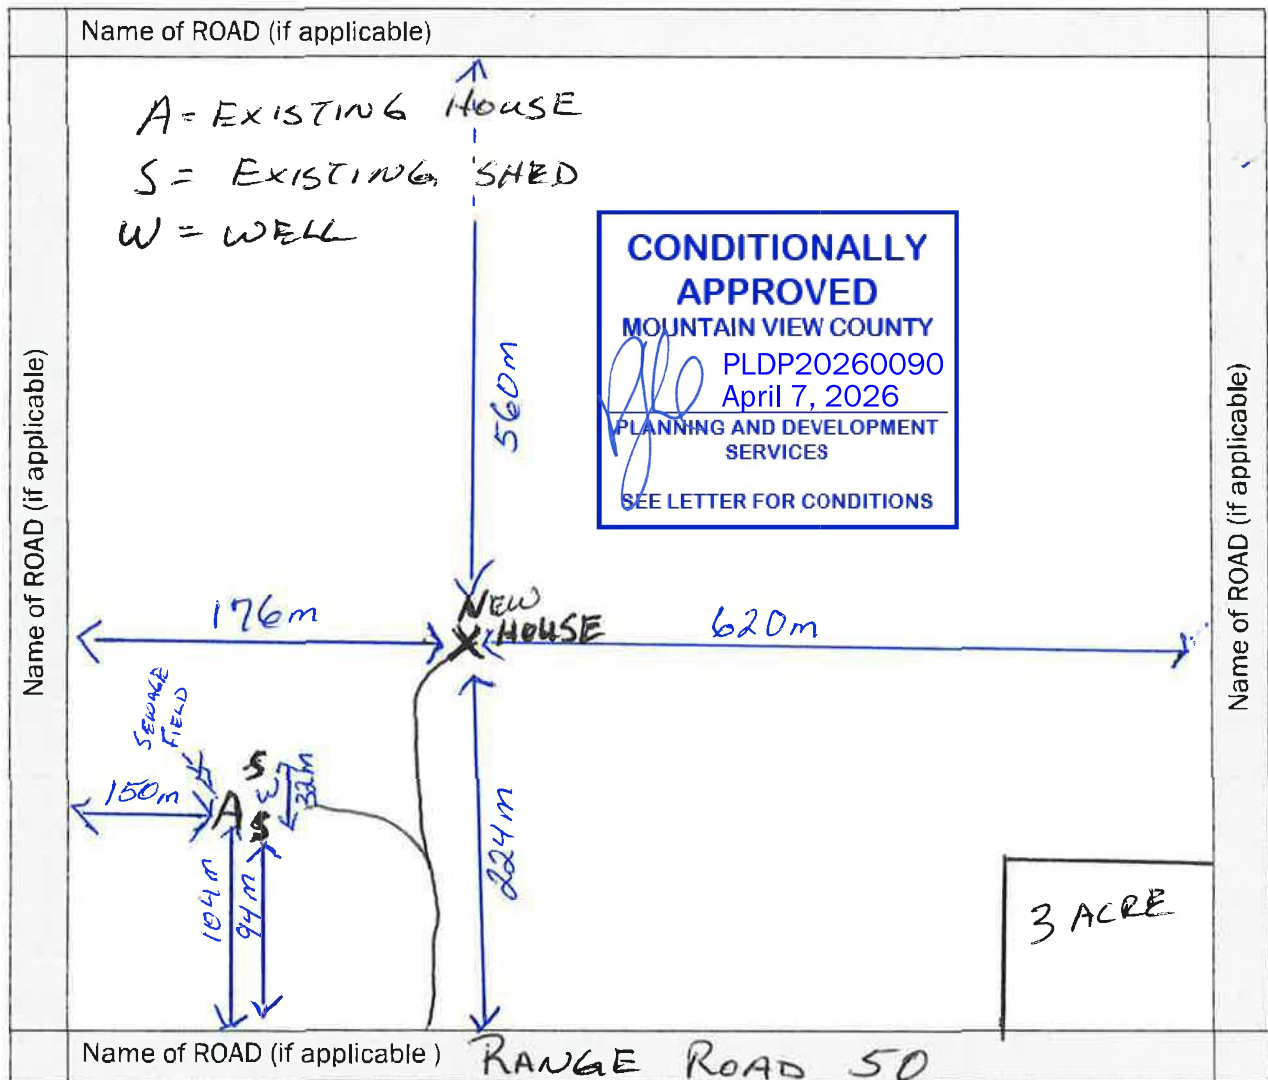 Name of ROAD (if applicable)
A = EXISTING HOUSE
S = EXISTING SHED
W = WELL
CONDITIONALLY
APPROVED
MOUNTAIN VIEW COUNTY
PLDP20260090
April 7, 2026
PLANNING AND DEVELOPMENT
SERVICES
SEE LETTER FOR CONDITIONS
Name of ROAD (if applicable)
Name of ROAD (if applicable)
560m
176m
NEW
HOUSE
620m
SEWAGE
FIELD
150m
A
S
W
S
32m
104m
94m
224m
3 ACRE
Name of ROAD (if applicable) RANGE ROAD 50